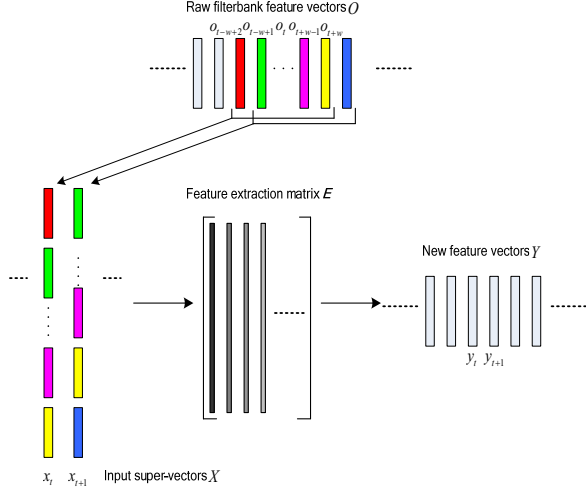 Raw filterbank feature vectors O
o_{t-w+2} o_{t-w+1} o_t o_{t+w-1} o_{t+w}
Feature extraction matrix E
New feature vectors Y
y_t y_{t+1}
x_t x_{t+1} Input super-vectors X